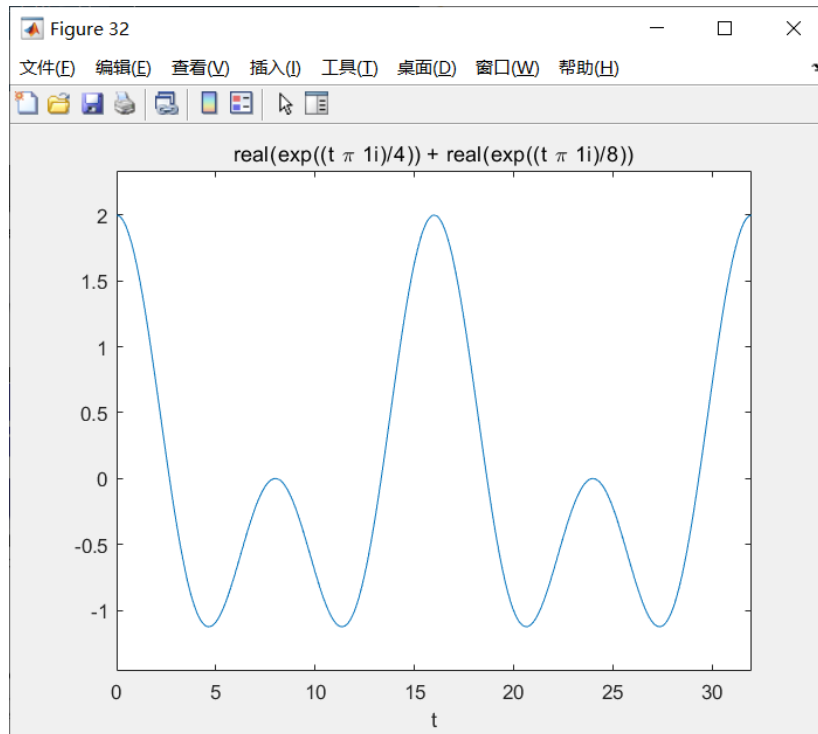 Figure 32
文件(F) 编辑(E) 查看(V) 插入(I) 工具(T) 桌面(D) 窗口(W) 帮助(H)
real(exp((t π 1i)/4)) + real(exp((t π 1i)/8))
2
1.5
1
0.5
0
-0.5
-1
0 5 10 15 20 25 30
t